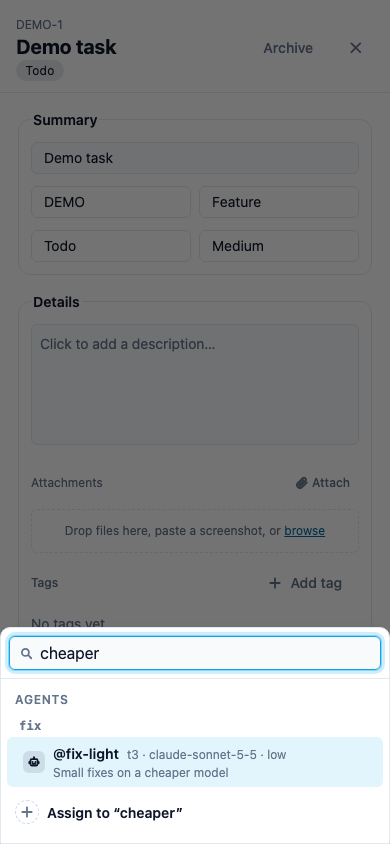 DEMO-1
Demo task
Archive
Todo
Summary
Demo task
DEMO
Feature
Todo
Medium
Details
Click to add a description...
Attachments
Attach
Drop files here, paste a screenshot, or browse
Tags
Add tag
No tags yet
cheaper
AGENTS
fix
@fix-light t3 · claude-sonnet-5-5 · low
Small fixes on a cheaper model
Assign to “cheaper”